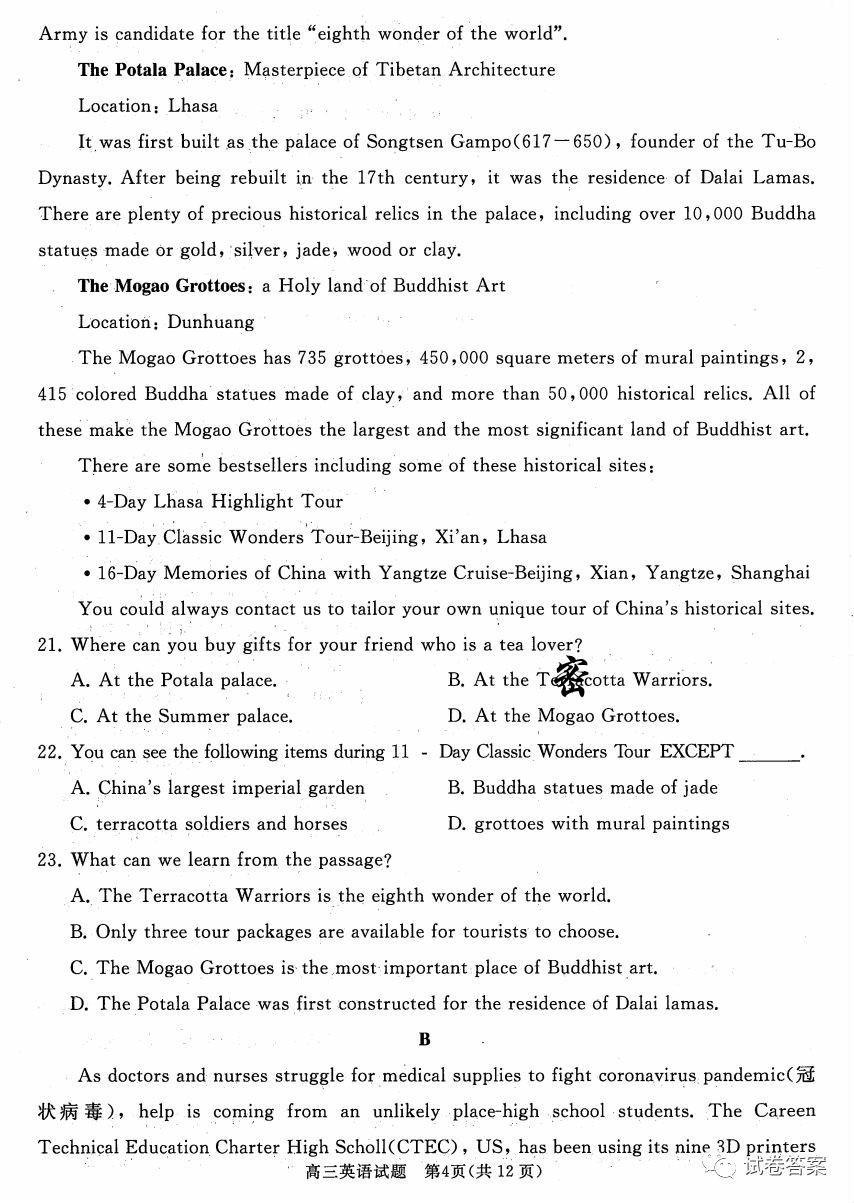 Army is candidate for the title “eighth wonder of the world”.
The Potala Palace: Masterpiece of Tibetan Architecture
Location: Lhasa
It was first built as the palace of Songtsen Gampo(617－650), founder of the Tu-Bo
Dynasty. After being rebuilt in the 17th century, it was the residence of Dalai Lamas.
There are plenty of precious historical relics in the palace, including over 10,000 Buddha
statues made or gold, silver, jade, wood or clay.
The Mogao Grottoes: a Holy land of Buddhist Art
Location: Dunhuang
The Mogao Grottoes has 735 grottoes, 450,000 square meters of mural paintings, 2,
415 colored Buddha statues made of clay, and more than 50,000 historical relics. All of
these make the Mogao Grottoes the largest and the most significant land of Buddhist art.
There are some bestsellers including some of these historical sites:
• 4-Day Lhasa Highlight Tour
• 11-Day Classic Wonders Tour-Beijing, Xi’an, Lhasa
• 16-Day Memories of China with Yangtze Cruise-Beijing, Xian, Yangtze, Shanghai
You could always contact us to tailor your own unique tour of China’s historical sites.
21. Where can you buy gifts for your friend who is a tea lover?
A. At the Potala palace. B. At the Terracotta Warriors.
密
C. At the Summer palace. D. At the Mogao Grottoes.
22. You can see the following items during 11 - Day Classic Wonders Tour EXCEPT ______.
A. China’s largest imperial garden B. Buddha statues made of jade
C. terracotta soldiers and horses D. grottoes with mural paintings
23. What can we learn from the passage?
A. The Terracotta Warriors is the eighth wonder of the world.
B. Only three tour packages are available for tourists to choose.
C. The Mogao Grottoes is the most important place of Buddhist art.
D. The Potala Palace was first constructed for the residence of Dalai lamas.
B
As doctors and nurses struggle for medical supplies to fight coronavirus pandemic(冠
状病毒), help is coming from an unlikely place-high school students. The Careen
Technical Education Charter High Scholl(CTEC), US, has been using its nine 3D printers
高三英语试题 第4页(共12页)
试卷答案